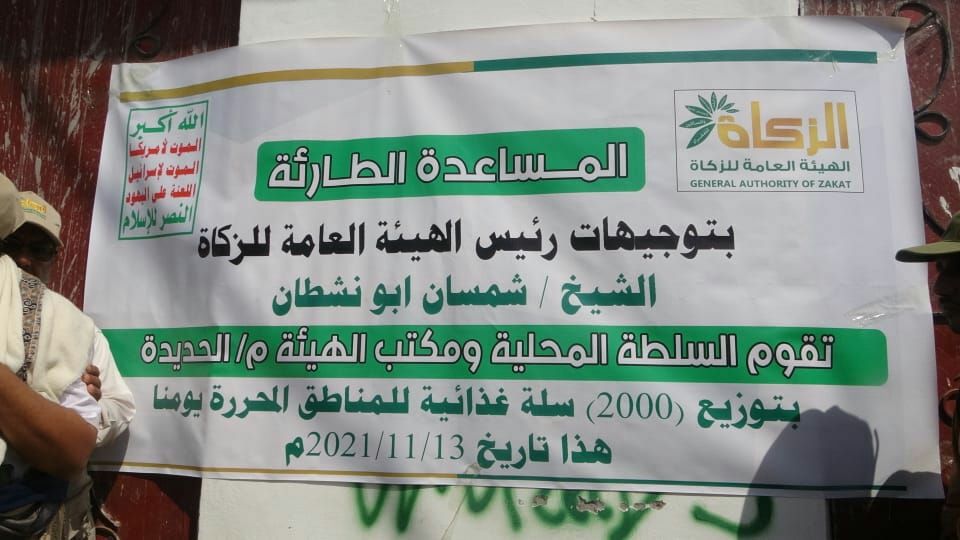 الله أكبر
الموت لأمريكا
الموت لإسرائيل
اللعنة على اليهود
النصر للإسلام
الزكاة
الهيئة العامة للزكاة
GENERAL AUTHORITY OF ZAKAT
المساعدة الطارئة
بتوجيهات رئيس الهيئة العامة للزكاة
الشيخ / شمسان ابو نشطان
تقوم السلطة المحلية ومكتب الهيئة م/الحديدة
بتوزيع (2000) سلة غذائية للمناطق المحررة يومنا
هذا تاريخ 2021/11/13م